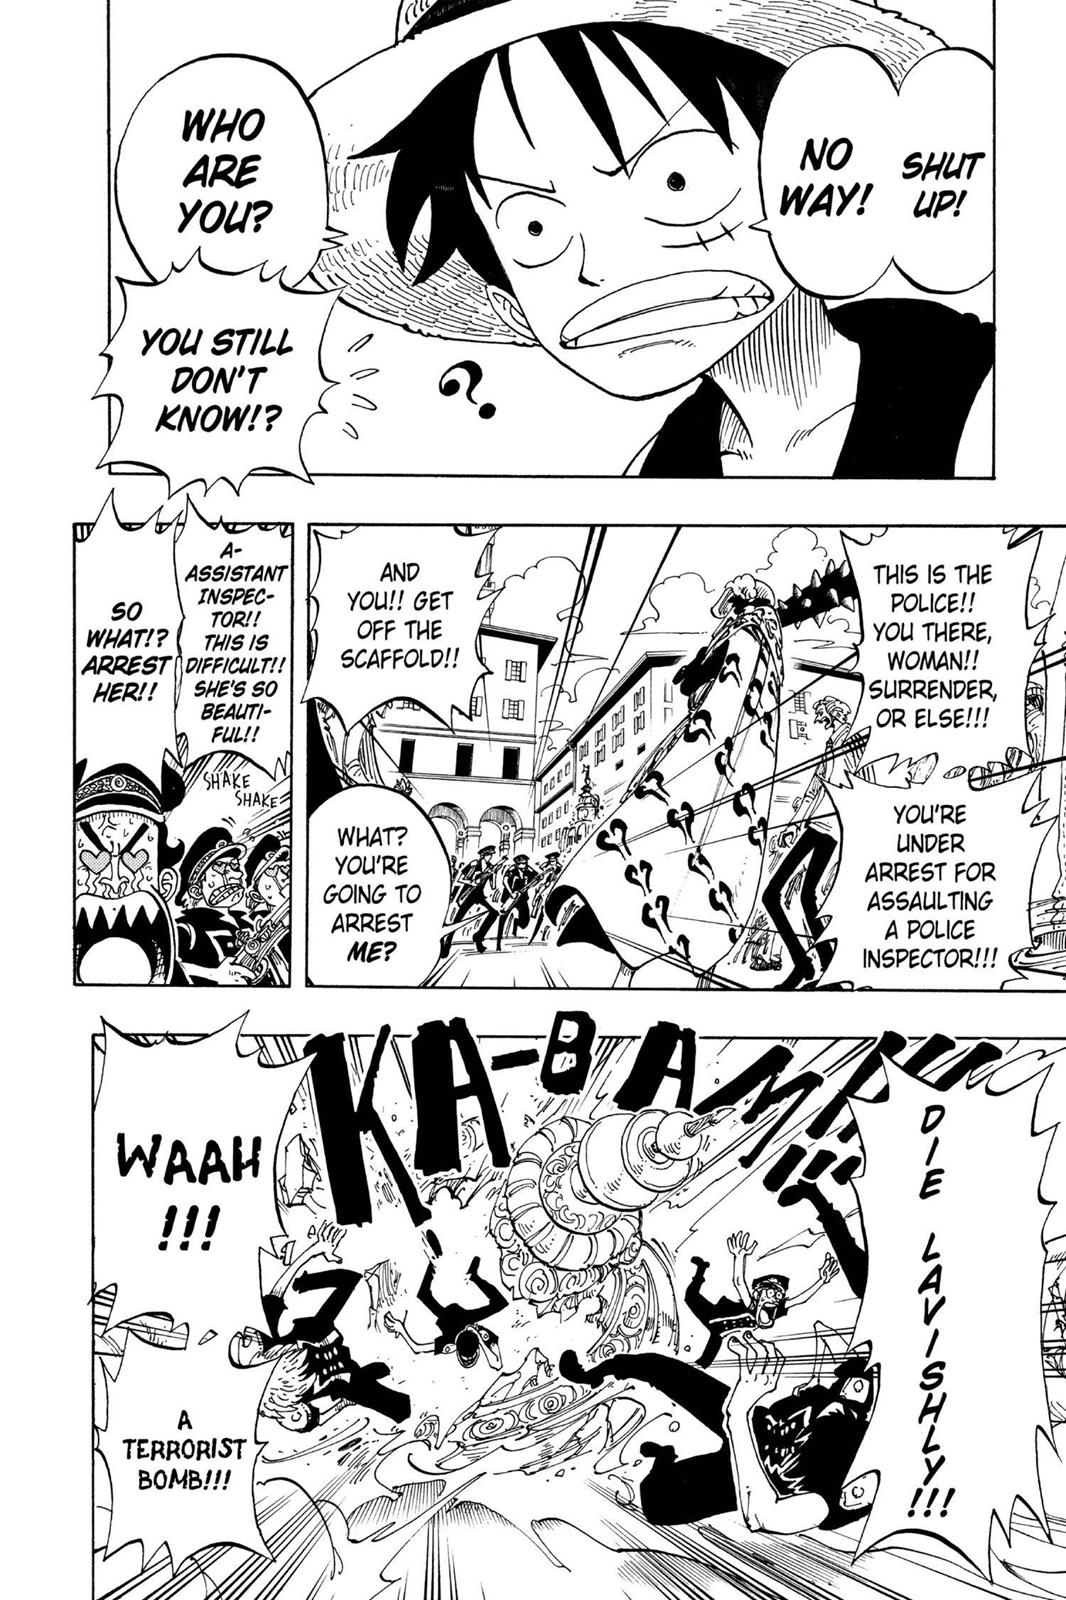 SHUT
UP!
NO
WAY!
WHO
ARE
YOU?
YOU STILL
DON'T
KNOW!?
?
THIS IS THE
POLICE!!
YOU THERE,
WOMAN!!
SURRENDER,
OR ELSE!!!
YOU'RE
UNDER
ARREST FOR
ASSAULTING
A POLICE
INSPECTOR!!!
AND
YOU!! GET
OFF THE
SCAFFOLD!!
WHAT?
YOU'RE
GOING TO
ARREST
ME?
A-
ASSISTANT
INSPEC-
TOR!!
THIS IS
DIFFICULT!!
SHE'S SO
BEAUTI-
FUL!!
SO
WHAT!?
ARREST
HER!!
SHAKE
SHAKE
DIE LAVISHLY!!!
KA-BAM!!!
WAAH
!!!
A
TERRORIST
BOMB!!!